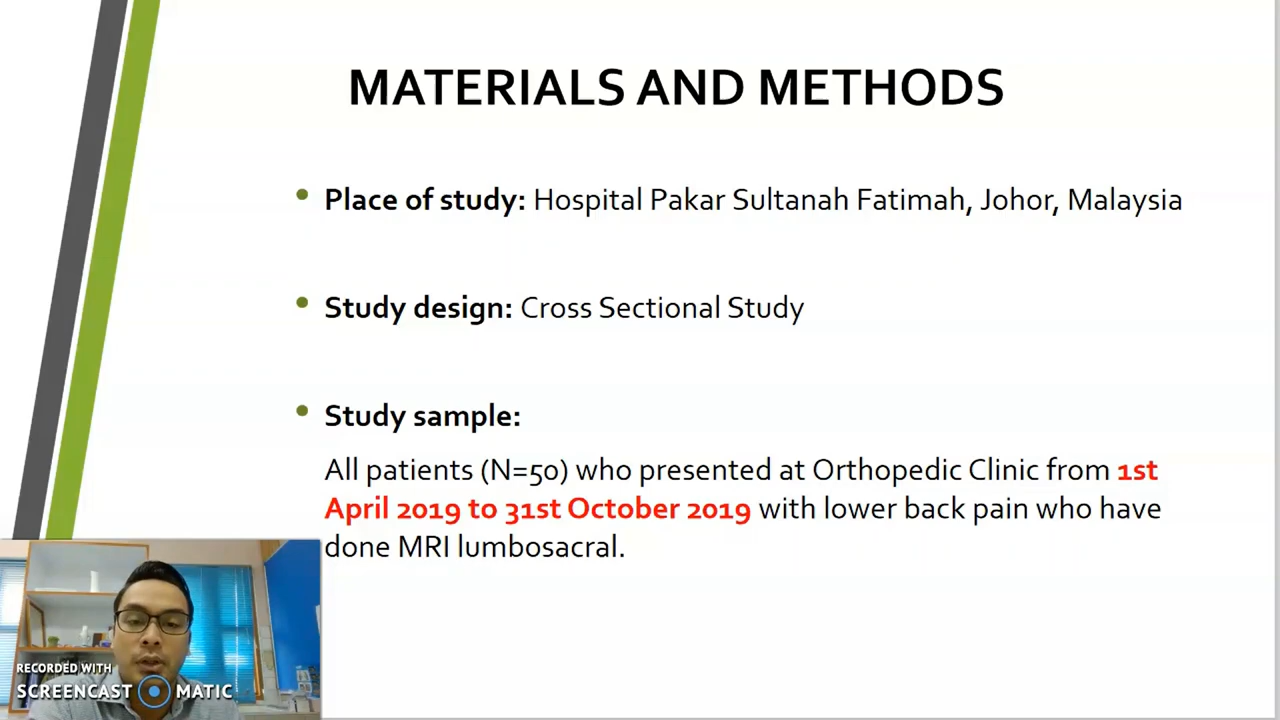 MATERIALS AND METHODS
• Place of study: Hospital Pakar Sultanah Fatimah, Johor, Malaysia
• Study design: Cross Sectional Study
• Study sample:
All patients (N=50) who presented at Orthopedic Clinic from 1st
April 2019 to 31st October 2019 with lower back pain who have
done MRI lumbosacral.
RECORDED WITH
SCREENCAST MATIC